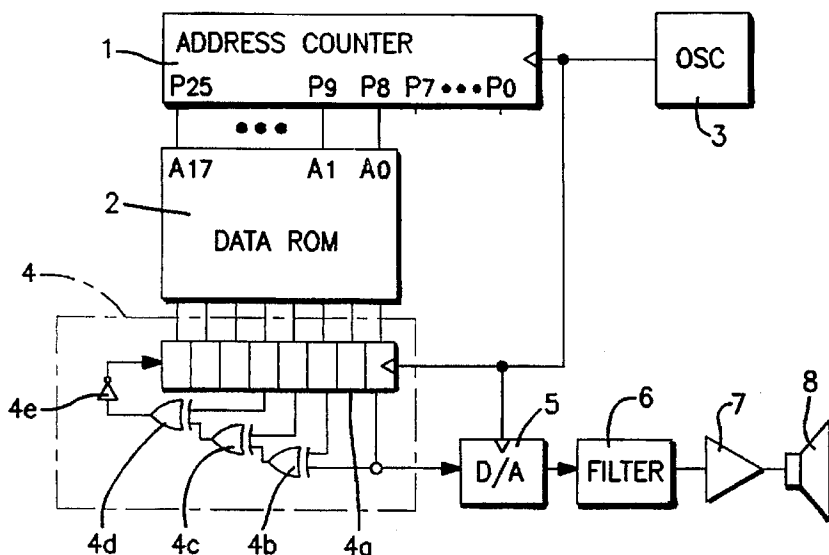 1
ADDRESS COUNTER
OSC
P25 P9 P8 P7•••P0
3
•••
A17 A1 A0
2
DATA ROM
4
4e
5
6
7
8
D/A
FILTER
4d 4c 4b 4a